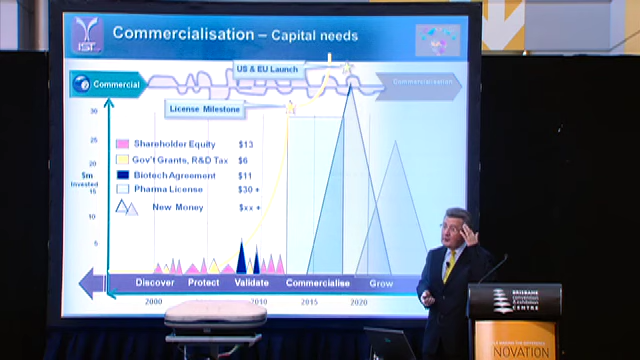 IST
Commercialisation – Capital needs
US & EU Launch
Commercial
Commercialisation
License Milestone
30
25
20
$m
Invested
15
10
5
Shareholder Equity $13
Gov't Grants, R&D Tax $6
Biotech Agreement $11
Pharma License $30 +
New Money $xx +
Discover Protect Validate Commercialise Grow
2000 2005 2010 2015 2020
BRISBANE
CONVENTION
& EXHIBITION
CENTRE
NOVATION